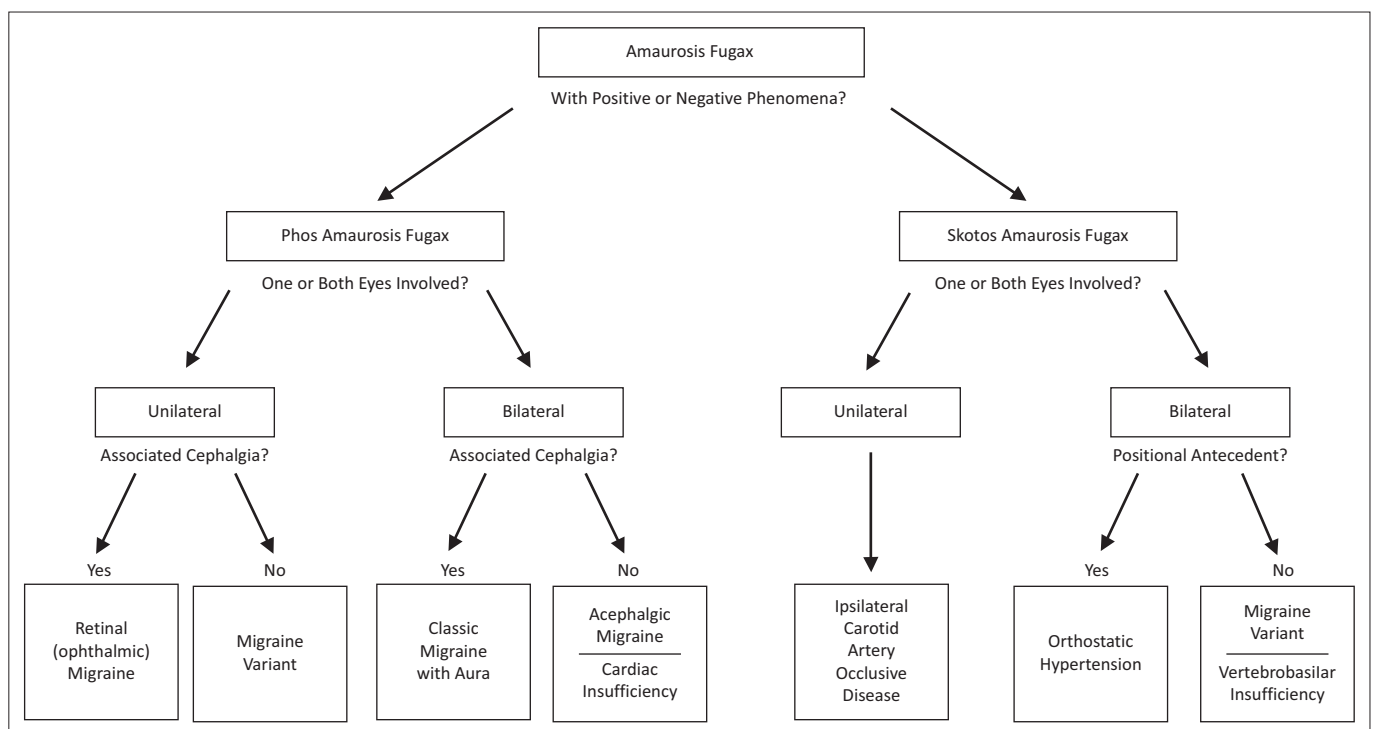 Amaurosis Fugax
With Positive or Negative Phenomena?
Phos Amaurosis Fugax
Skotos Amaurosis Fugax
One or Both Eyes Involved?
One or Both Eyes Involved?
Unilateral
Bilateral
Unilateral
Bilateral
Associated Cephalgia?
Associated Cephalgia?
Positional Antecedent?
Yes
No
Yes
No
Yes
No
Retinal
(ophthalmic)
Migraine
Migraine
Variant
Classic
Migraine
with Aura
Acephalgic
Migraine
Cardiac
Insufficiency
Ipsilateral
Carotid
Artery
Occlusive
Disease
Orthostatic
Hypertension
Migraine
Variant
Vertebrobasilar
Insufficiency